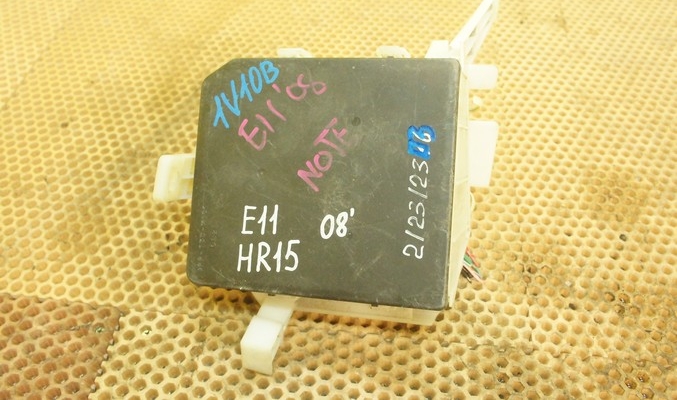 1V10B
E11'08
NOTE
E11 08'
HR15
2/23/23